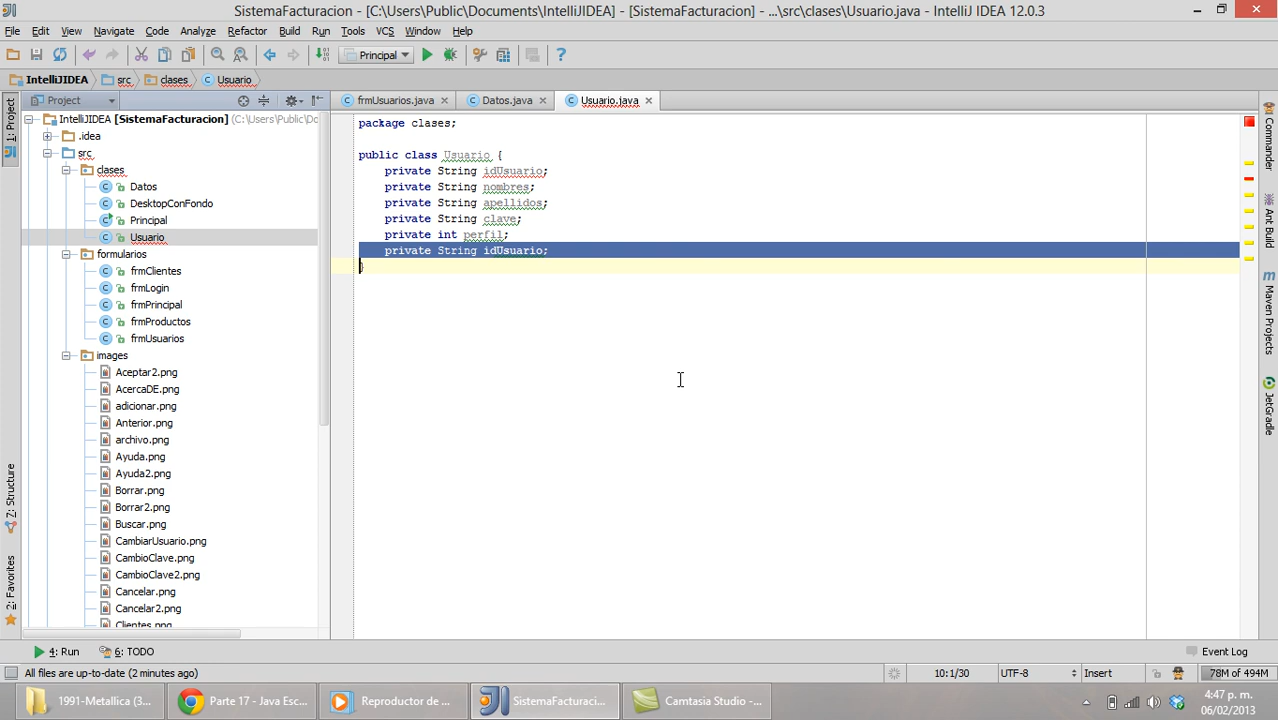 SistemaFacturacion - [C:\Users\Public\Documents\IntelliJIDEA] - [SistemaFacturacion] - ...\src\clases\Usuario.java - IntelliJ IDEA 12.0.3
File Edit View Navigate Code Analyze Refactor Build Run Tools VCS Window Help
Principal
IntelliJIDEA src clases Usuario
Project
frmUsuarios.java Datos.java Usuario.java
1: Project
Z: Structure
2: Favorites
IntelliJIDEA [SistemaFacturacion] (C:\Users\Public\Do
.idea
src
clases
Datos
DesktopConFondo
Principal
Usuario
formularios
frmClientes
frmLogin
frmPrincipal
frmProductos
frmUsuarios
images
Aceptar2.png
AcercaDE.png
adicionar.png
Anterior.png
archivo.png
Ayuda.png
Ayuda2.png
Borrar.png
Borrar2.png
Buscar.png
CambiarUsuario.png
CambioClave.png
CambioClave2.png
Cancelar.png
Cancelar2.png
Clientes.png
package clases;
public class Usuario {
private String idUsuario;
private String nombres;
private String apellidos;
private String clave;
private int perfil;
private String idUsuario;
}
Commander
Ant Build
Maven Projects
JetGradle
4: Run 6: TODO Event Log
All files are up-to-date (2 minutes ago) 10:1/30 UTF-8 Insert 78M of 494M
1991-Metallica (3... Parte 17 - Java Esc... Reproductor de ... SistemaFacturaci... Camtasia Studio -... 4:47 p. m.
06/02/2013